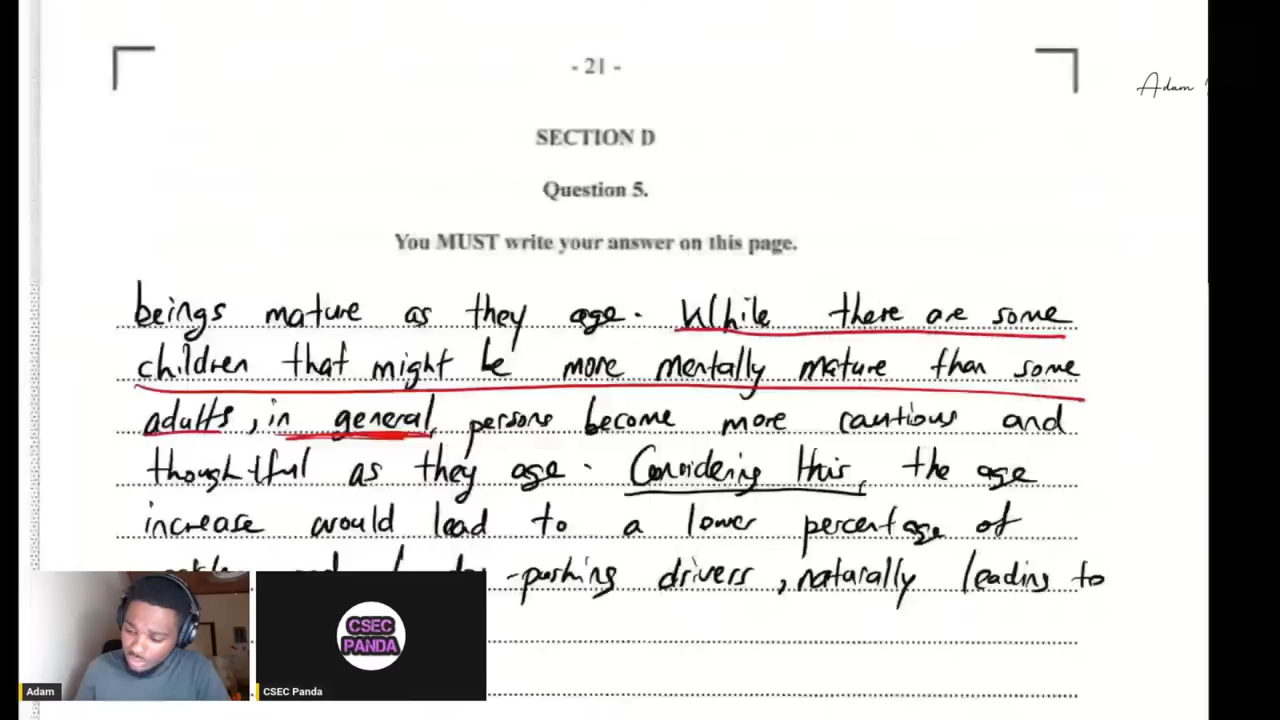 - 21 -
Adam
SECTION D
Question 5.
You MUST write your answer on this page.
beings mature as they age. While there are some
children that might be more mentally mature than some
adults, in general, persons become more cautious and
thoughtful as they age. Considering this, the age
increase would lead to a lower percentage of
-pushing drivers, naturally leading to
CSEC
PANDA
Adam
CSEC Panda